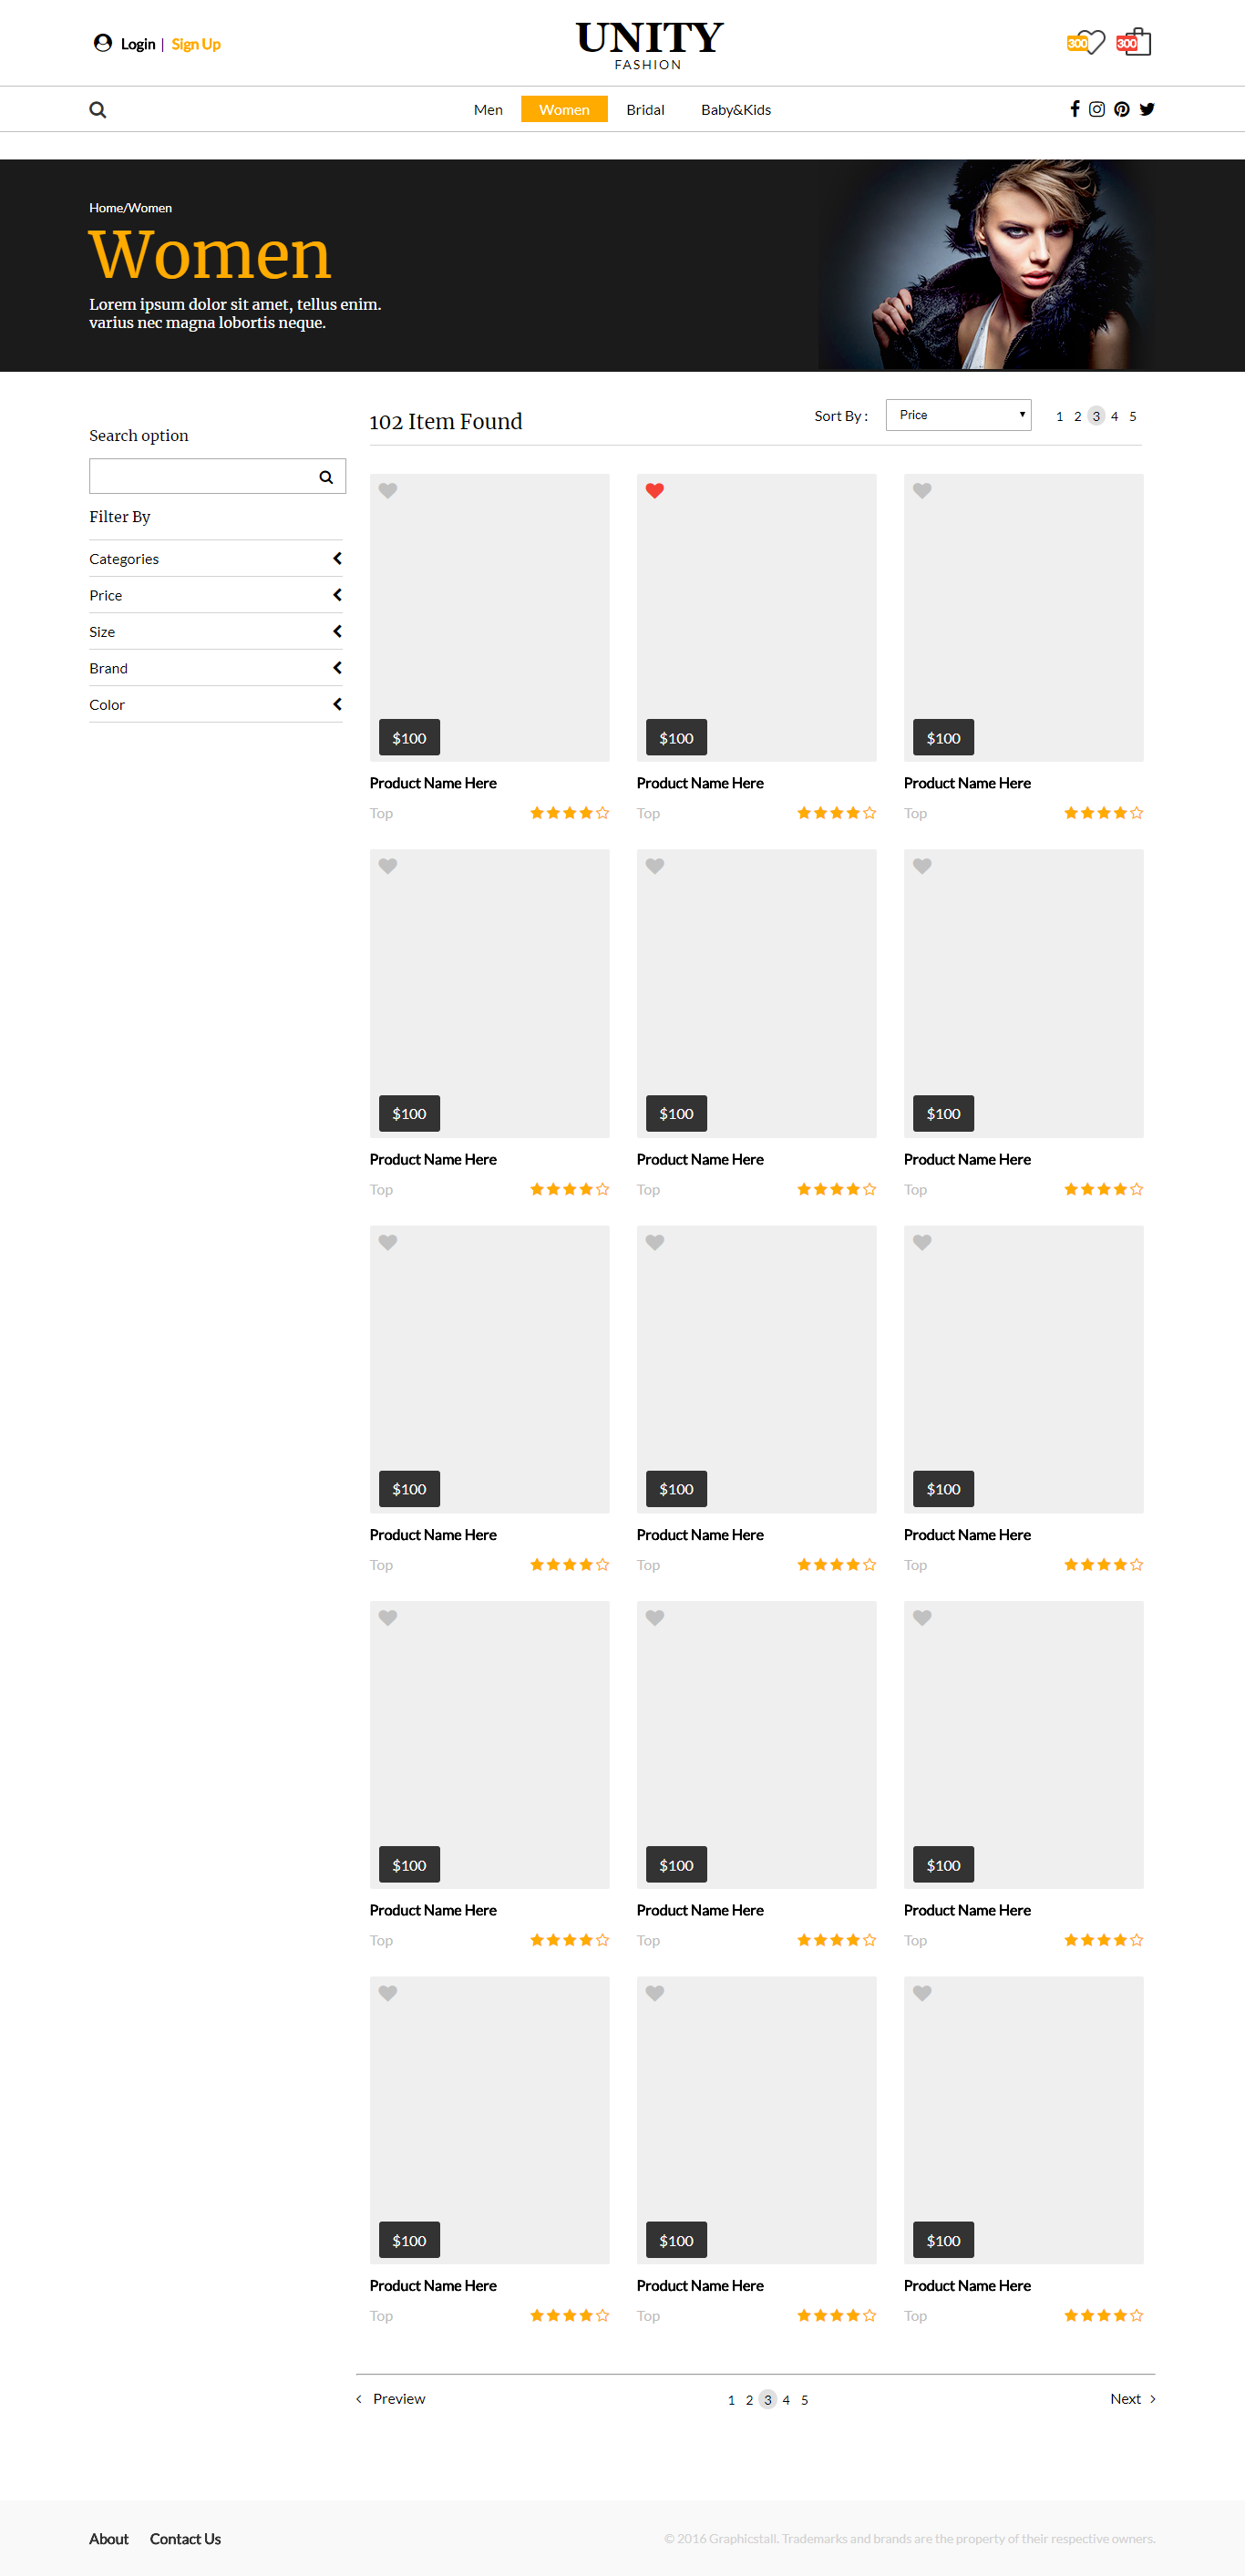 Login | Sign Up
UNITY
FASHION
300
300
Men Women Bridal Baby&Kids
Home/Women
Women
Lorem ipsum dolor sit amet, tellus enim.
varius nec magna lobortis neque.
Search option
Filter By
Categories
Price
Size
Brand
Color
102 Item Found
Sort By : Price 1 2 3 4 5
$100 $100 $100
Product Name Here Product Name Here Product Name Here
Top Top Top
$100 $100 $100
Product Name Here Product Name Here Product Name Here
Top Top Top
$100 $100 $100
Product Name Here Product Name Here Product Name Here
Top Top Top
$100 $100 $100
Product Name Here Product Name Here Product Name Here
Top Top Top
$100 $100 $100
Product Name Here Product Name Here Product Name Here
Top Top Top
Preview 1 2 3 4 5 Next
About Contact Us © 2016 Graphicstall. Trademarks and brands are the property of their respective owners.